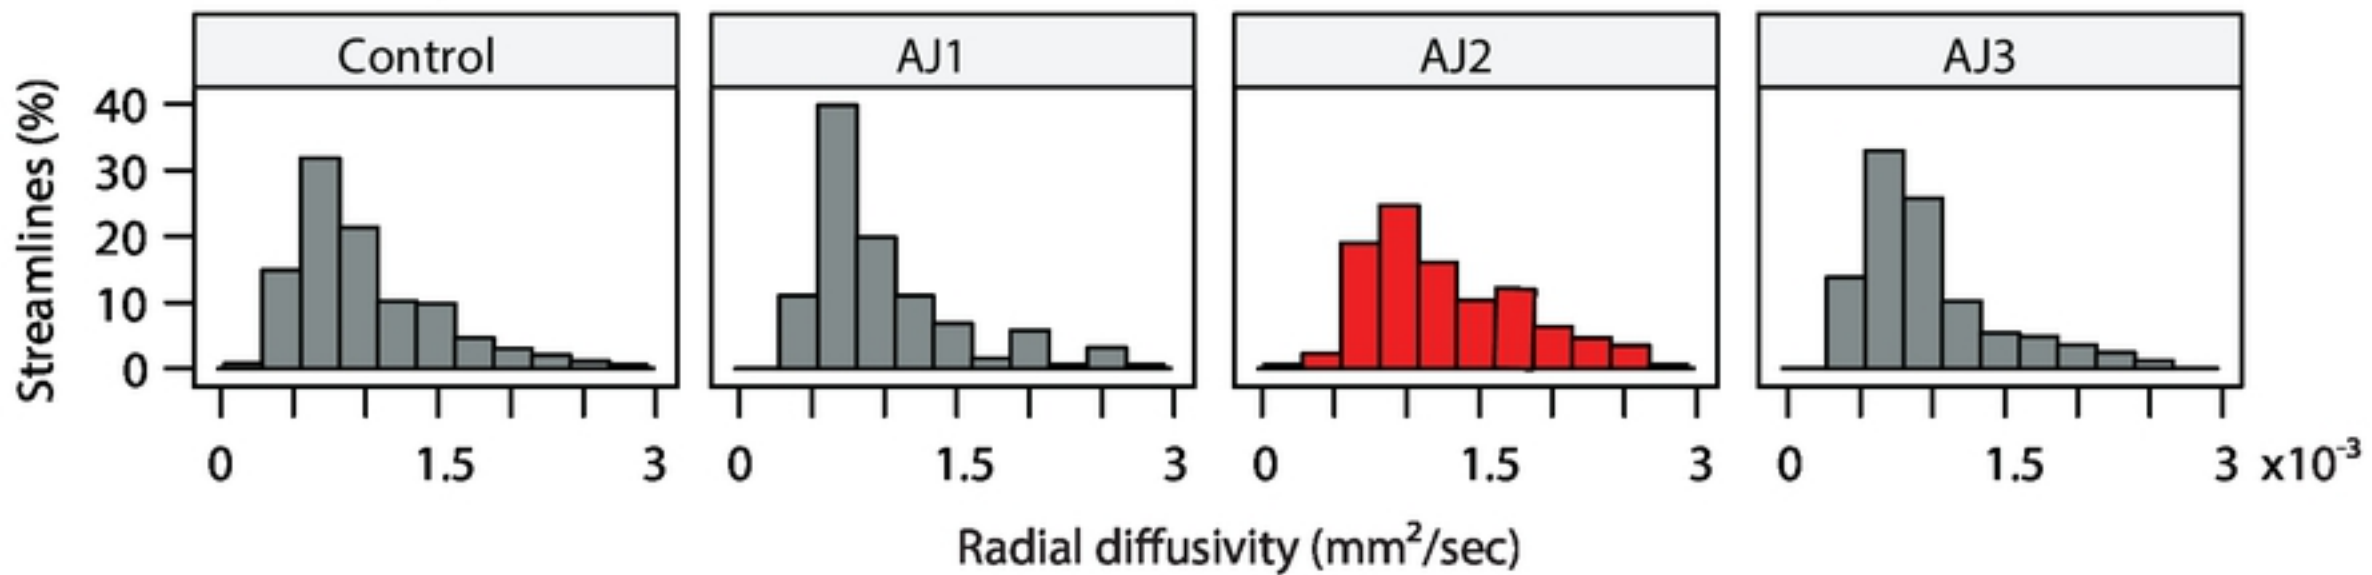 Control AJ1 AJ2 AJ3
Streamlines (%)
40
30
20
10
0
0 1.5 3 0 1.5 3 0 1.5 3 0 1.5 3 x10⁻³
Radial diffusivity (mm²/sec)